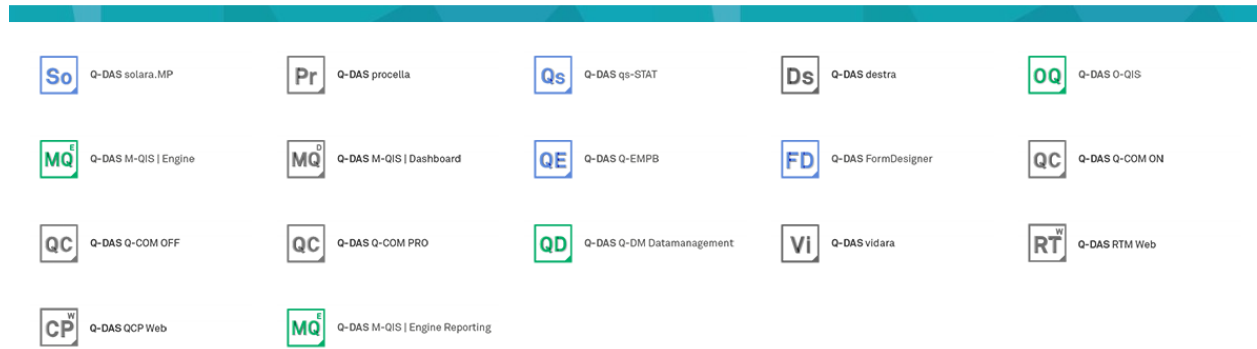 So Q-DAS solara.MP
Pr Q-DAS procella
Qs Q-DAS qs-STAT
Ds Q-DAS destra
OQ Q-DAS O-QIS
MQ E Q-DAS M-QIS | Engine
MQ D Q-DAS M-QIS | Dashboard
QE Q-DAS Q-EMPB
FD Q-DAS FormDesigner
QC Q-DAS Q-COM ON
QC Q-DAS Q-COM OFF
QC Q-DAS Q-COM PRO
QD Q-DAS Q-DM Datamanagement
Vi Q-DAS vidara
RT W Q-DAS RTM Web
CP W Q-DAS QCP Web
MQ E Q-DAS M-QIS | Engine Reporting